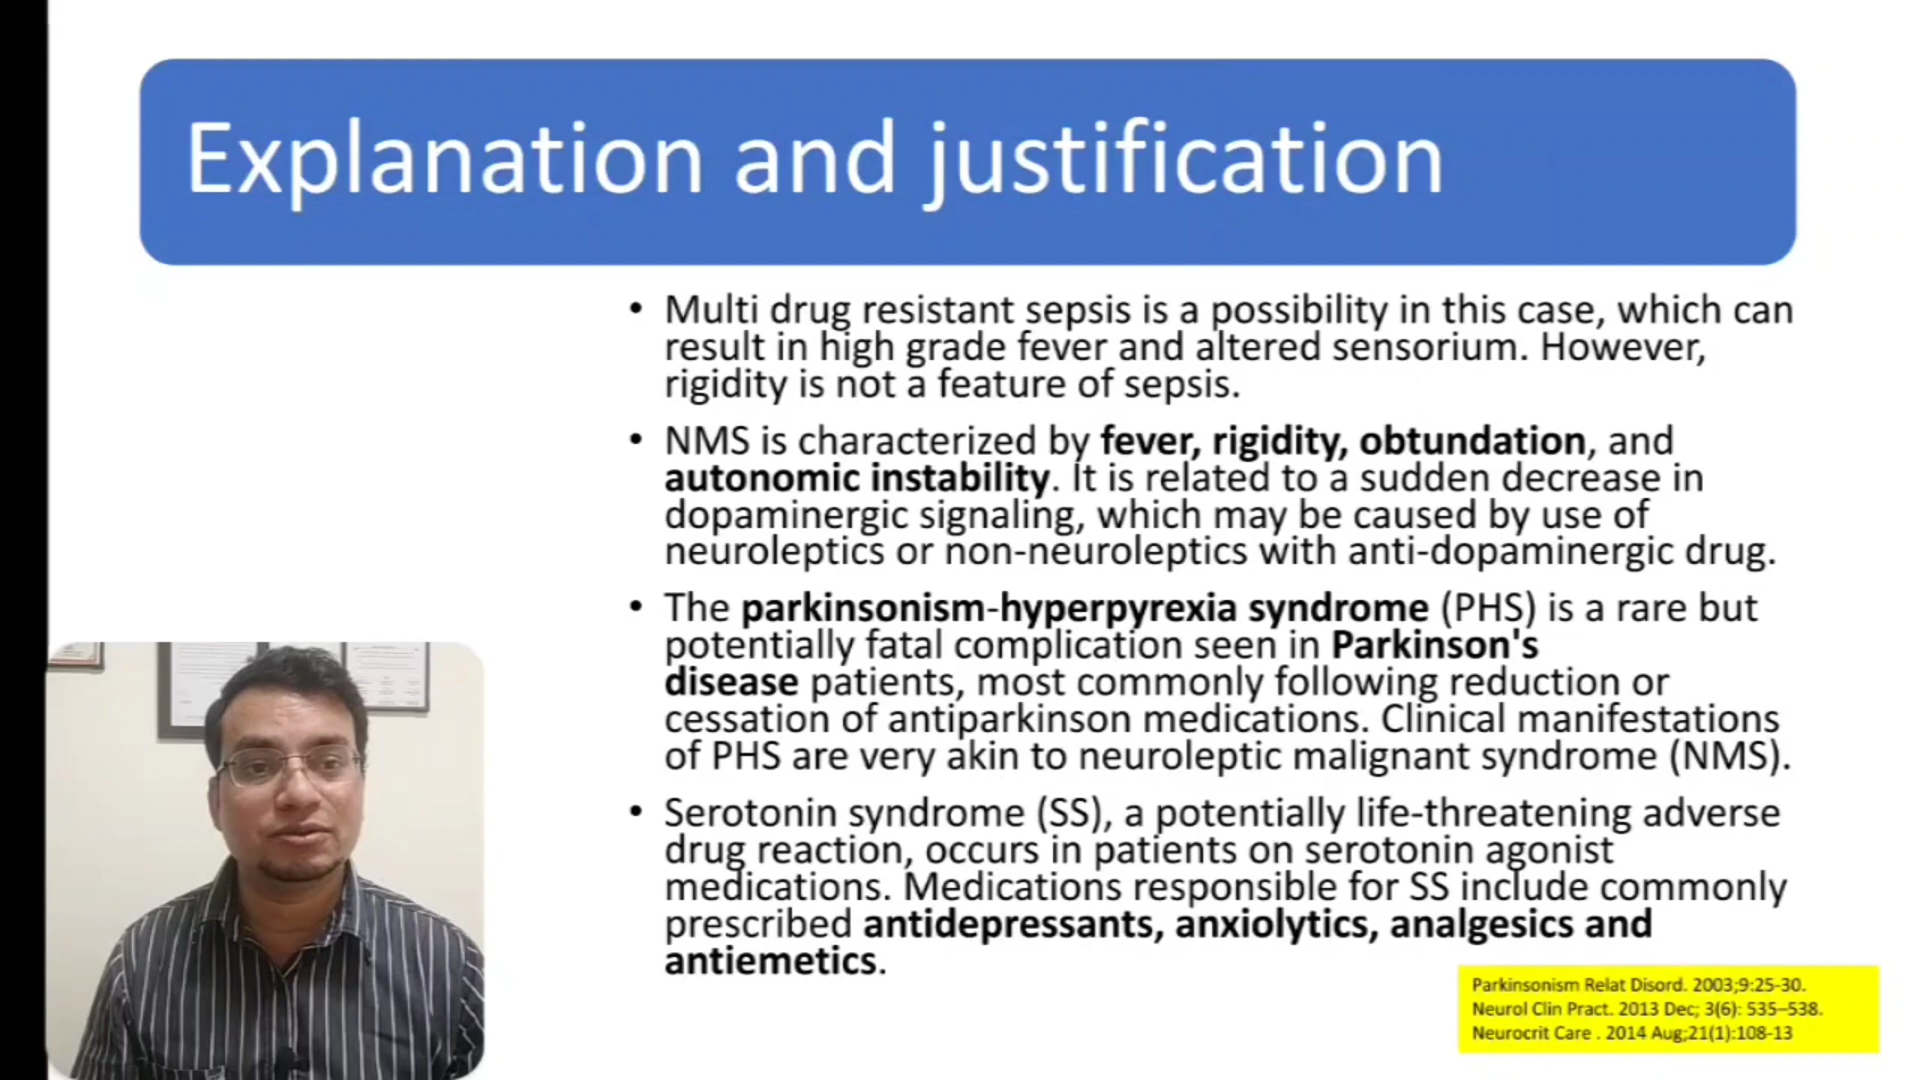 Explanation and justification
• Multi drug resistant sepsis is a possibility in this case, which can
result in high grade fever and altered sensorium. However,
rigidity is not a feature of sepsis.
• NMS is characterized by fever, rigidity, obtundation, and
autonomic instability. It is related to a sudden decrease in
dopaminergic signaling, which may be caused by use of
neuroleptics or non-neuroleptics with anti-dopaminergic drug.
• The parkinsonism-hyperpyrexia syndrome (PHS) is a rare but
potentially fatal complication seen in Parkinson's
disease patients, most commonly following reduction or
cessation of antiparkinson medications. Clinical manifestations
of PHS are very akin to neuroleptic malignant syndrome (NMS).
• Serotonin syndrome (SS), a potentially life-threatening adverse
drug reaction, occurs in patients on serotonin agonist
medications. Medications responsible for SS include commonly
prescribed antidepressants, anxiolytics, analgesics and
antiemetics.
Parkinsonism Relat Disord. 2003;9:25-30.
Neurol Clin Pract. 2013 Dec; 3(6): 535–538.
Neurocrit Care . 2014 Aug;21(1):108-13